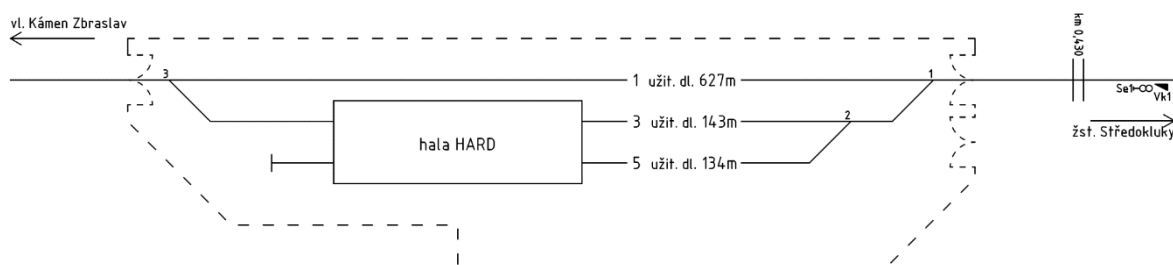 vl. Kámen Zbraslav
km 0,430
3
1 užit. dl. 627m
1
Se1
Vk1
3 užit. dl. 143m
2
žst. Středokluky
hala HARD
5 užit. dl. 134m